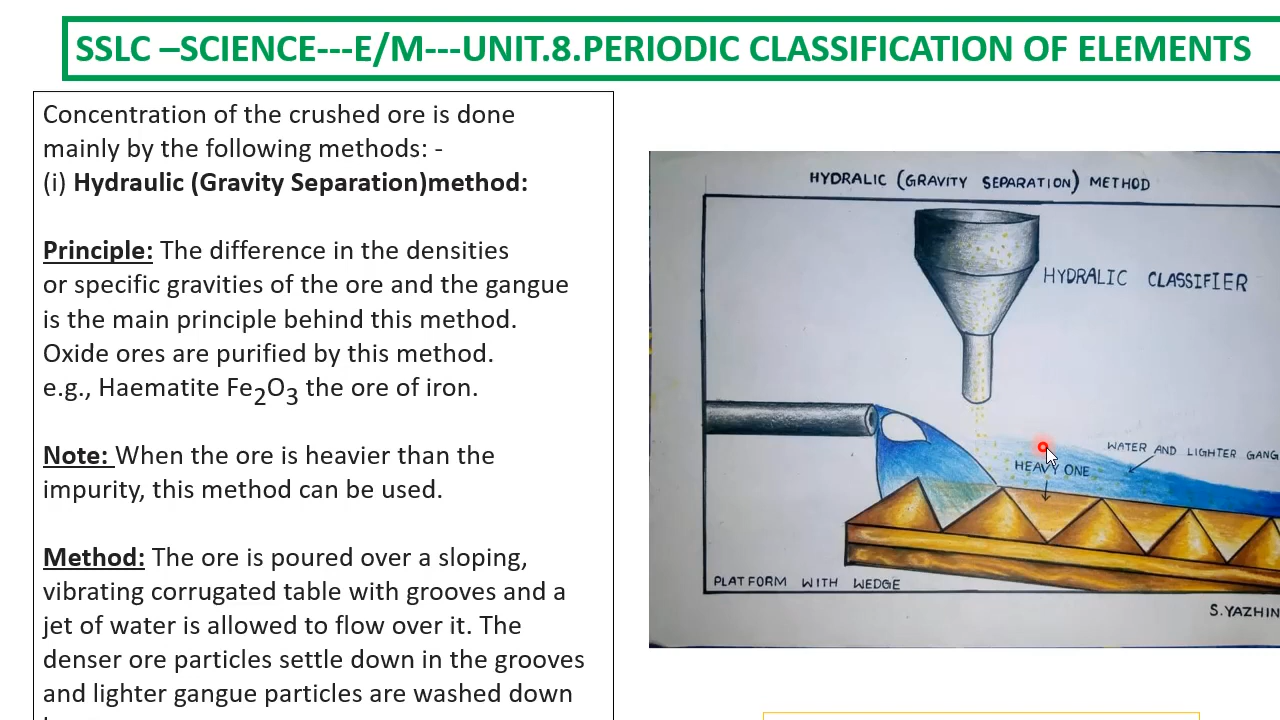 SSLC –SCIENCE---E/M---UNIT.8.PERIODIC CLASSIFICATION OF ELEMENTS
Concentration of the crushed ore is done
mainly by the following methods: -
(i) Hydraulic (Gravity Separation)method:
Principle: The difference in the densities
or specific gravities of the ore and the gangue
is the main principle behind this method.
Oxide ores are purified by this method.
e.g., Haematite Fe2O3 the ore of iron.
Note: When the ore is heavier than the
impurity, this method can be used.
Method: The ore is poured over a sloping,
vibrating corrugated table with grooves and a
jet of water is allowed to flow over it. The
denser ore particles settle down in the grooves
and lighter gangue particles are washed down
HYDRALIC (GRAVITY SEPARATION) METHOD
HYDRALIC CLASSIFIER
WATER AND LIGHTER GANG
HEAVY ONE
PLATFORM WITH WEDGE
S.YAZHIN